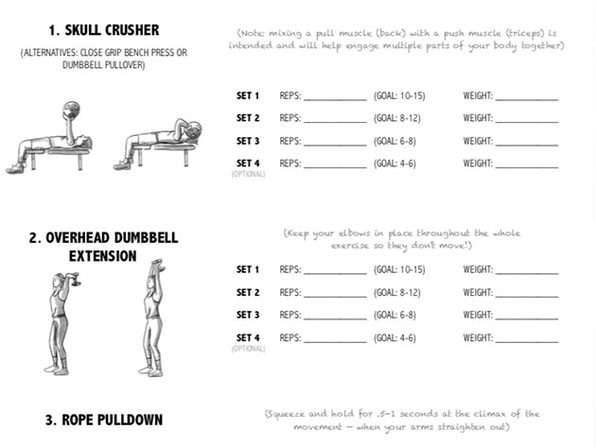 1. SKULL CRUSHER
(ALTERNATIVES: CLOSE GRIP BENCH PRESS OR
DUMBBELL PULLOVER)
(Note: mixing a pull muscle (back) with a push muscle (triceps) is
intended and will help engage multiple parts of your body together)
SET 1 REPS: ____________ (GOAL: 10-15) WEIGHT: ____________
SET 2 REPS: ____________ (GOAL: 8-12) WEIGHT: ____________
SET 3 REPS: ____________ (GOAL: 6-8) WEIGHT: ____________
SET 4 REPS: ____________ (GOAL: 4-6) WEIGHT: ____________
(OPTIONAL)
2. OVERHEAD DUMBBELL
EXTENSION
(Keep your elbows in place throughout the whole
exercise so they don't move!)
SET 1 REPS: ____________ (GOAL: 10-15) WEIGHT: ____________
SET 2 REPS: ____________ (GOAL: 8-12) WEIGHT: ____________
SET 3 REPS: ____________ (GOAL: 6-8) WEIGHT: ____________
SET 4 REPS: ____________ (GOAL: 4-6) WEIGHT: ____________
(OPTIONAL)
3. ROPE PULLDOWN
(Squeeze and hold for .5-1 seconds at the climax of the
movement – when your arms straighten out)